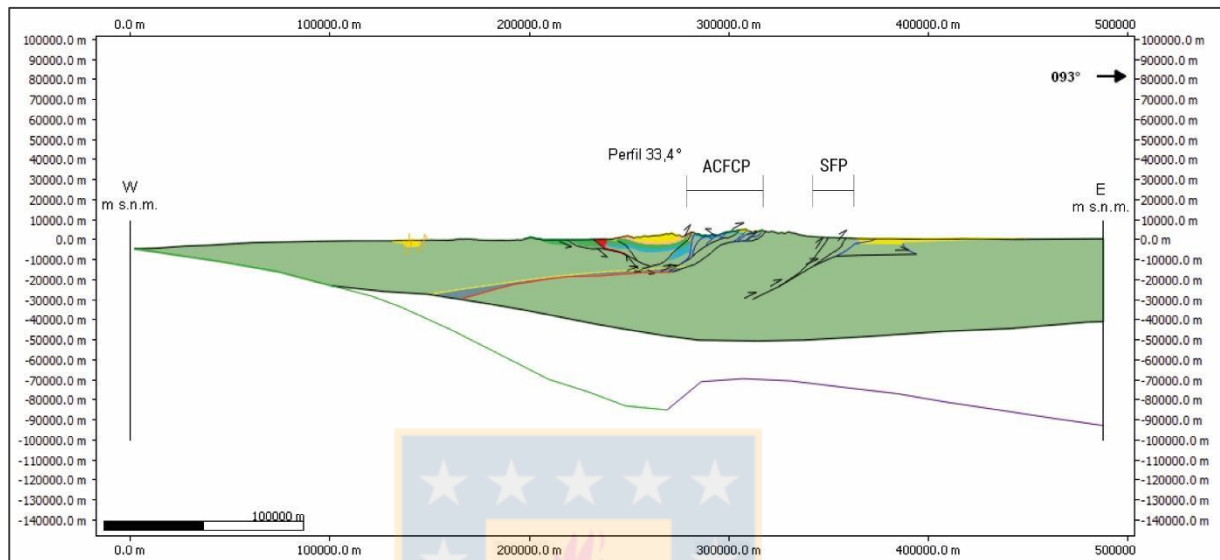 0.0 m 100000.0 m 200000.0 m 300000.0 m 400000.0 m 500000
100000.0 m 100000.0 m
90000.0 m 90000.0 m
093°
80000.0 m 80000.0 m
70000.0 m 70000.0 m
60000.0 m 60000.0 m
50000.0 m 50000.0 m
40000.0 m Perfil 33,4° ACFCP SFP 40000.0 m
30000.0 m 30000.0 m
W E
20000.0 m m s.n.m. m s.n.m. 20000.0 m
10000.0 m 10000.0 m
0.0 m 0.0 m
-10000.0 m -10000.0 m
-20000.0 m -20000.0 m
-30000.0 m -30000.0 m
-40000.0 m -40000.0 m
-50000.0 m -50000.0 m
-60000.0 m -60000.0 m
-70000.0 m -70000.0 m
-80000.0 m -80000.0 m
-90000.0 m -90000.0 m
-100000.0 m -100000.0 m
-110000.0 m -110000.0 m
-120000.0 m -120000.0 m
-130000.0 m -130000.0 m
100000 m
-140000.0 m -140000.0 m
0.0 m 100000.0 m 200000.0 m 300000.0 m 400000.0 m 500000